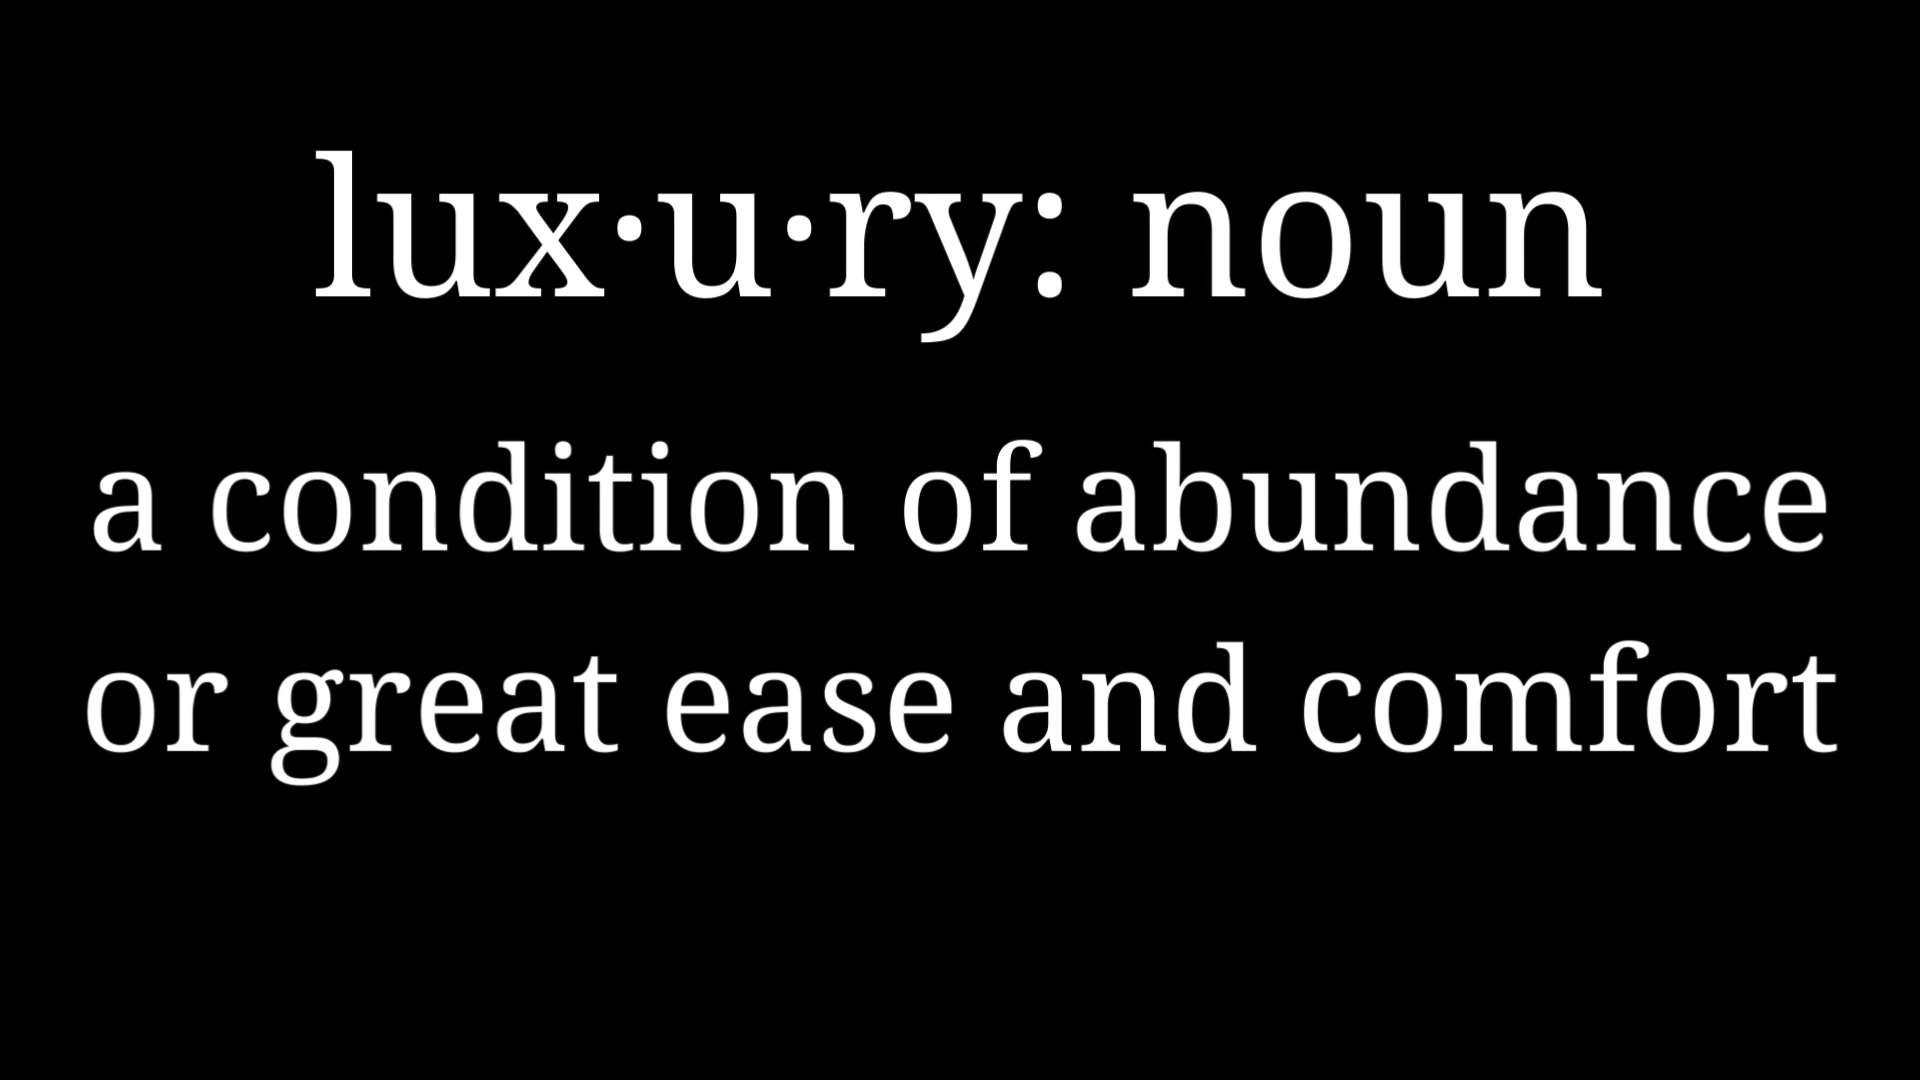 lux·u·ry: noun
a condition of abundance
or great ease and comfort